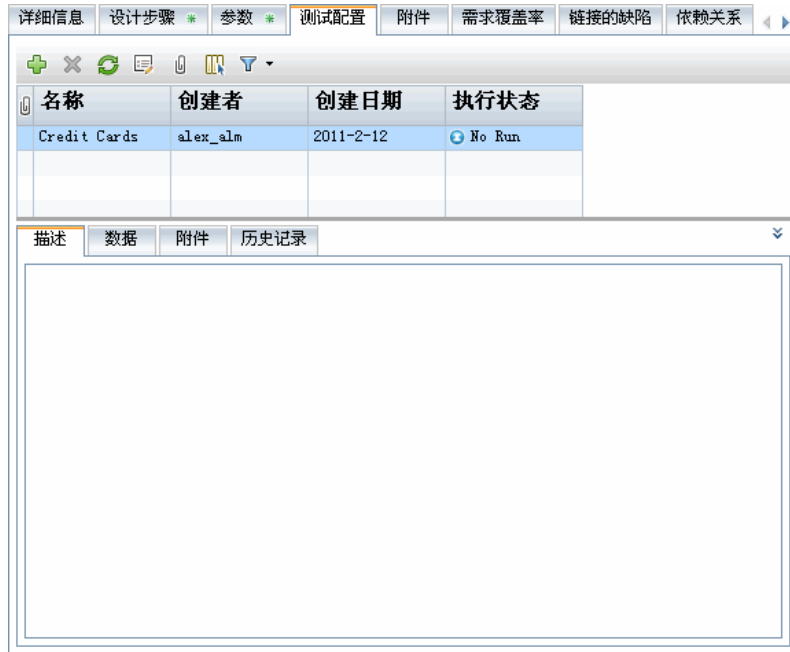 详细信息 设计步骤 * 参数 * 测试配置 附件 需求覆盖率 链接的缺陷 依赖关系
名称 创建者 创建日期 执行状态
Credit Cards alex_alm 2011-2-12 No Run
描述 数据 附件 历史记录